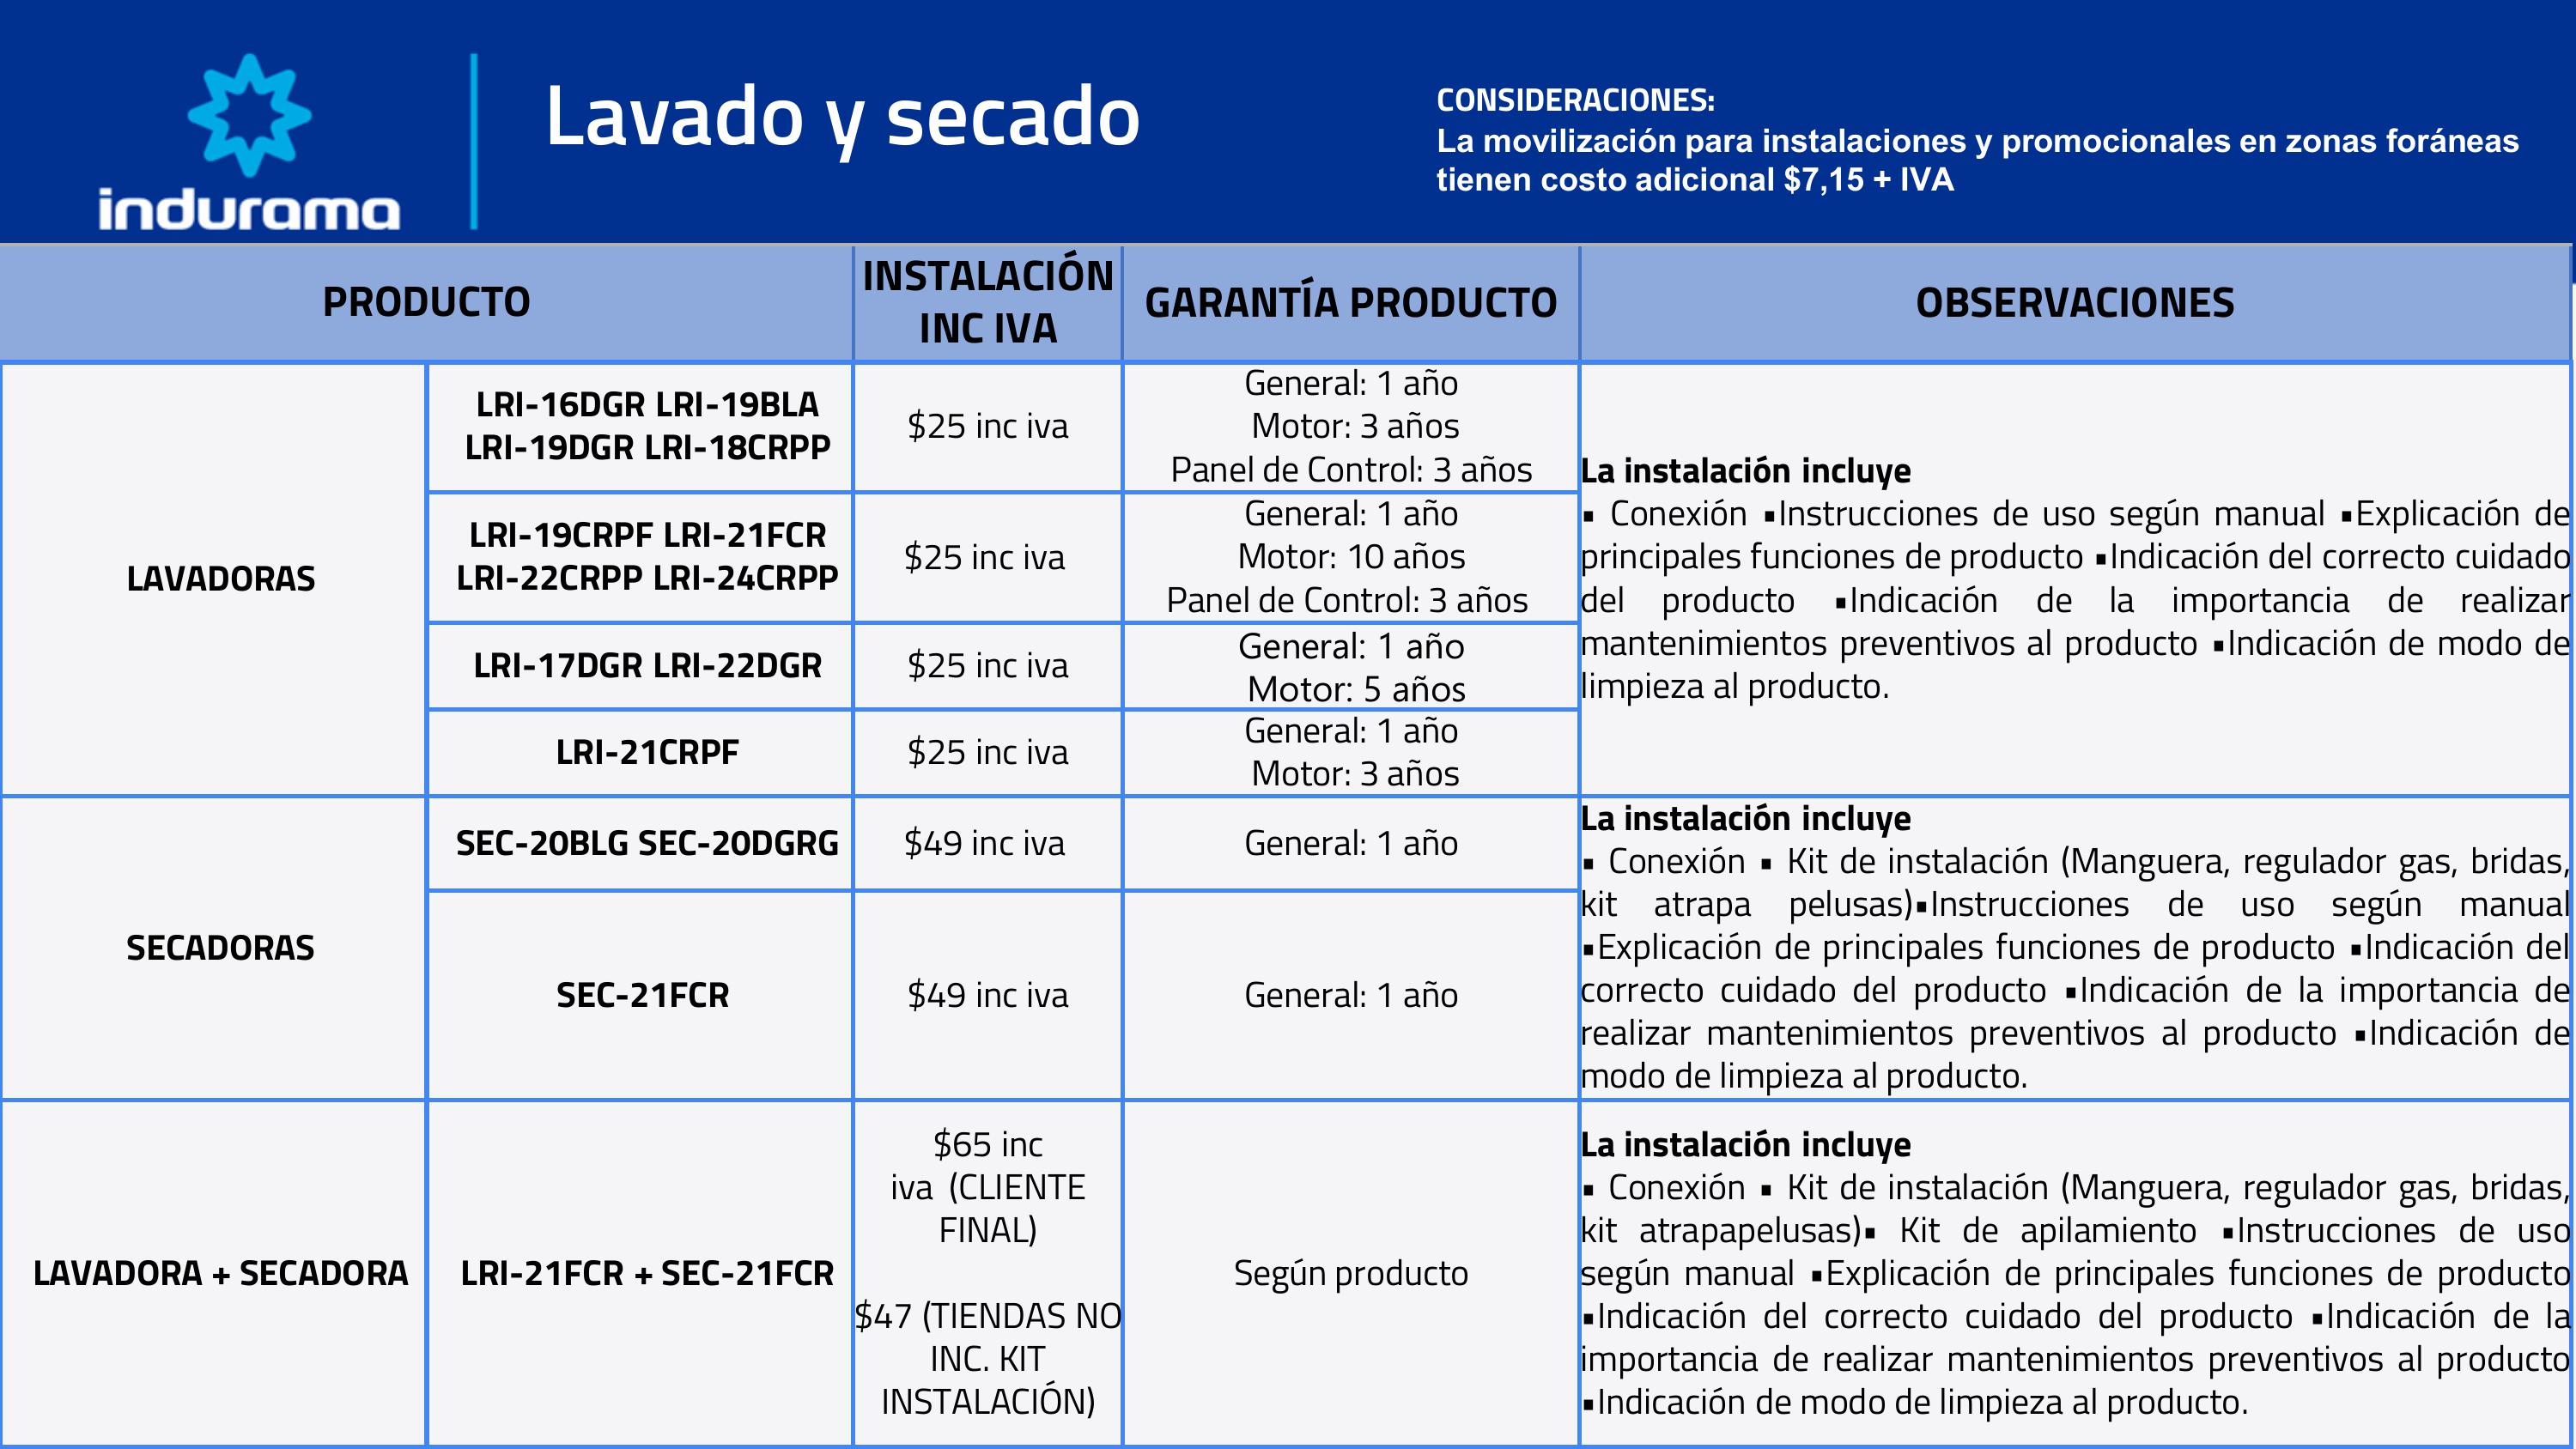 indurama
Lavado y secado
CONSIDERACIONES:
La movilización para instalaciones y promocionales en zonas foráneas
tienen costo adicional $7,15 + IVA
PRODUCTO
INSTALACIÓN
INC IVA
GARANTÍA PRODUCTO
OBSERVACIONES
LAVADORAS
LRI-16DGR LRI-19BLA
LRI-19DGR LRI-18CRPP
$25 inc iva
General: 1 año
Motor: 3 años
Panel de Control: 3 años
LRI-19CRPF LRI-21FCR
LRI-22CRPP LRI-24CRPP
$25 inc iva
General: 1 año
Motor: 10 años
Panel de Control: 3 años
LRI-17DGR LRI-22DGR
$25 inc iva
General: 1 año
Motor: 5 años
LRI-21CRPF
$25 inc iva
General: 1 año
Motor: 3 años
La instalación incluye
▪ Conexión ▪Instrucciones de uso según manual ▪Explicación de
principales funciones de producto ▪Indicación del correcto cuidado
del producto ▪Indicación de la importancia de realizar
mantenimientos preventivos al producto ▪Indicación de modo de
limpieza al producto.
SECADORAS
SEC-20BLG SEC-20DGRG
$49 inc iva
General: 1 año
SEC-21FCR
$49 inc iva
General: 1 año
La instalación incluye
▪ Conexión ▪ Kit de instalación (Manguera, regulador gas, bridas,
kit atrapa pelusas)▪Instrucciones de uso según manual
▪Explicación de principales funciones de producto ▪Indicación del
correcto cuidado del producto ▪Indicación de la importancia de
realizar mantenimientos preventivos al producto ▪Indicación de
modo de limpieza al producto.
LAVADORA + SECADORA
LRI-21FCR + SEC-21FCR
$65 inc
iva (CLIENTE
FINAL)
$47 (TIENDAS NO
INC. KIT
INSTALACIÓN)
Según producto
La instalación incluye
▪ Conexión ▪ Kit de instalación (Manguera, regulador gas, bridas,
kit atrapapelusas)▪ Kit de apilamiento ▪Instrucciones de uso
según manual ▪Explicación de principales funciones de producto
▪Indicación del correcto cuidado del producto ▪Indicación de la
importancia de realizar mantenimientos preventivos al producto
▪Indicación de modo de limpieza al producto.